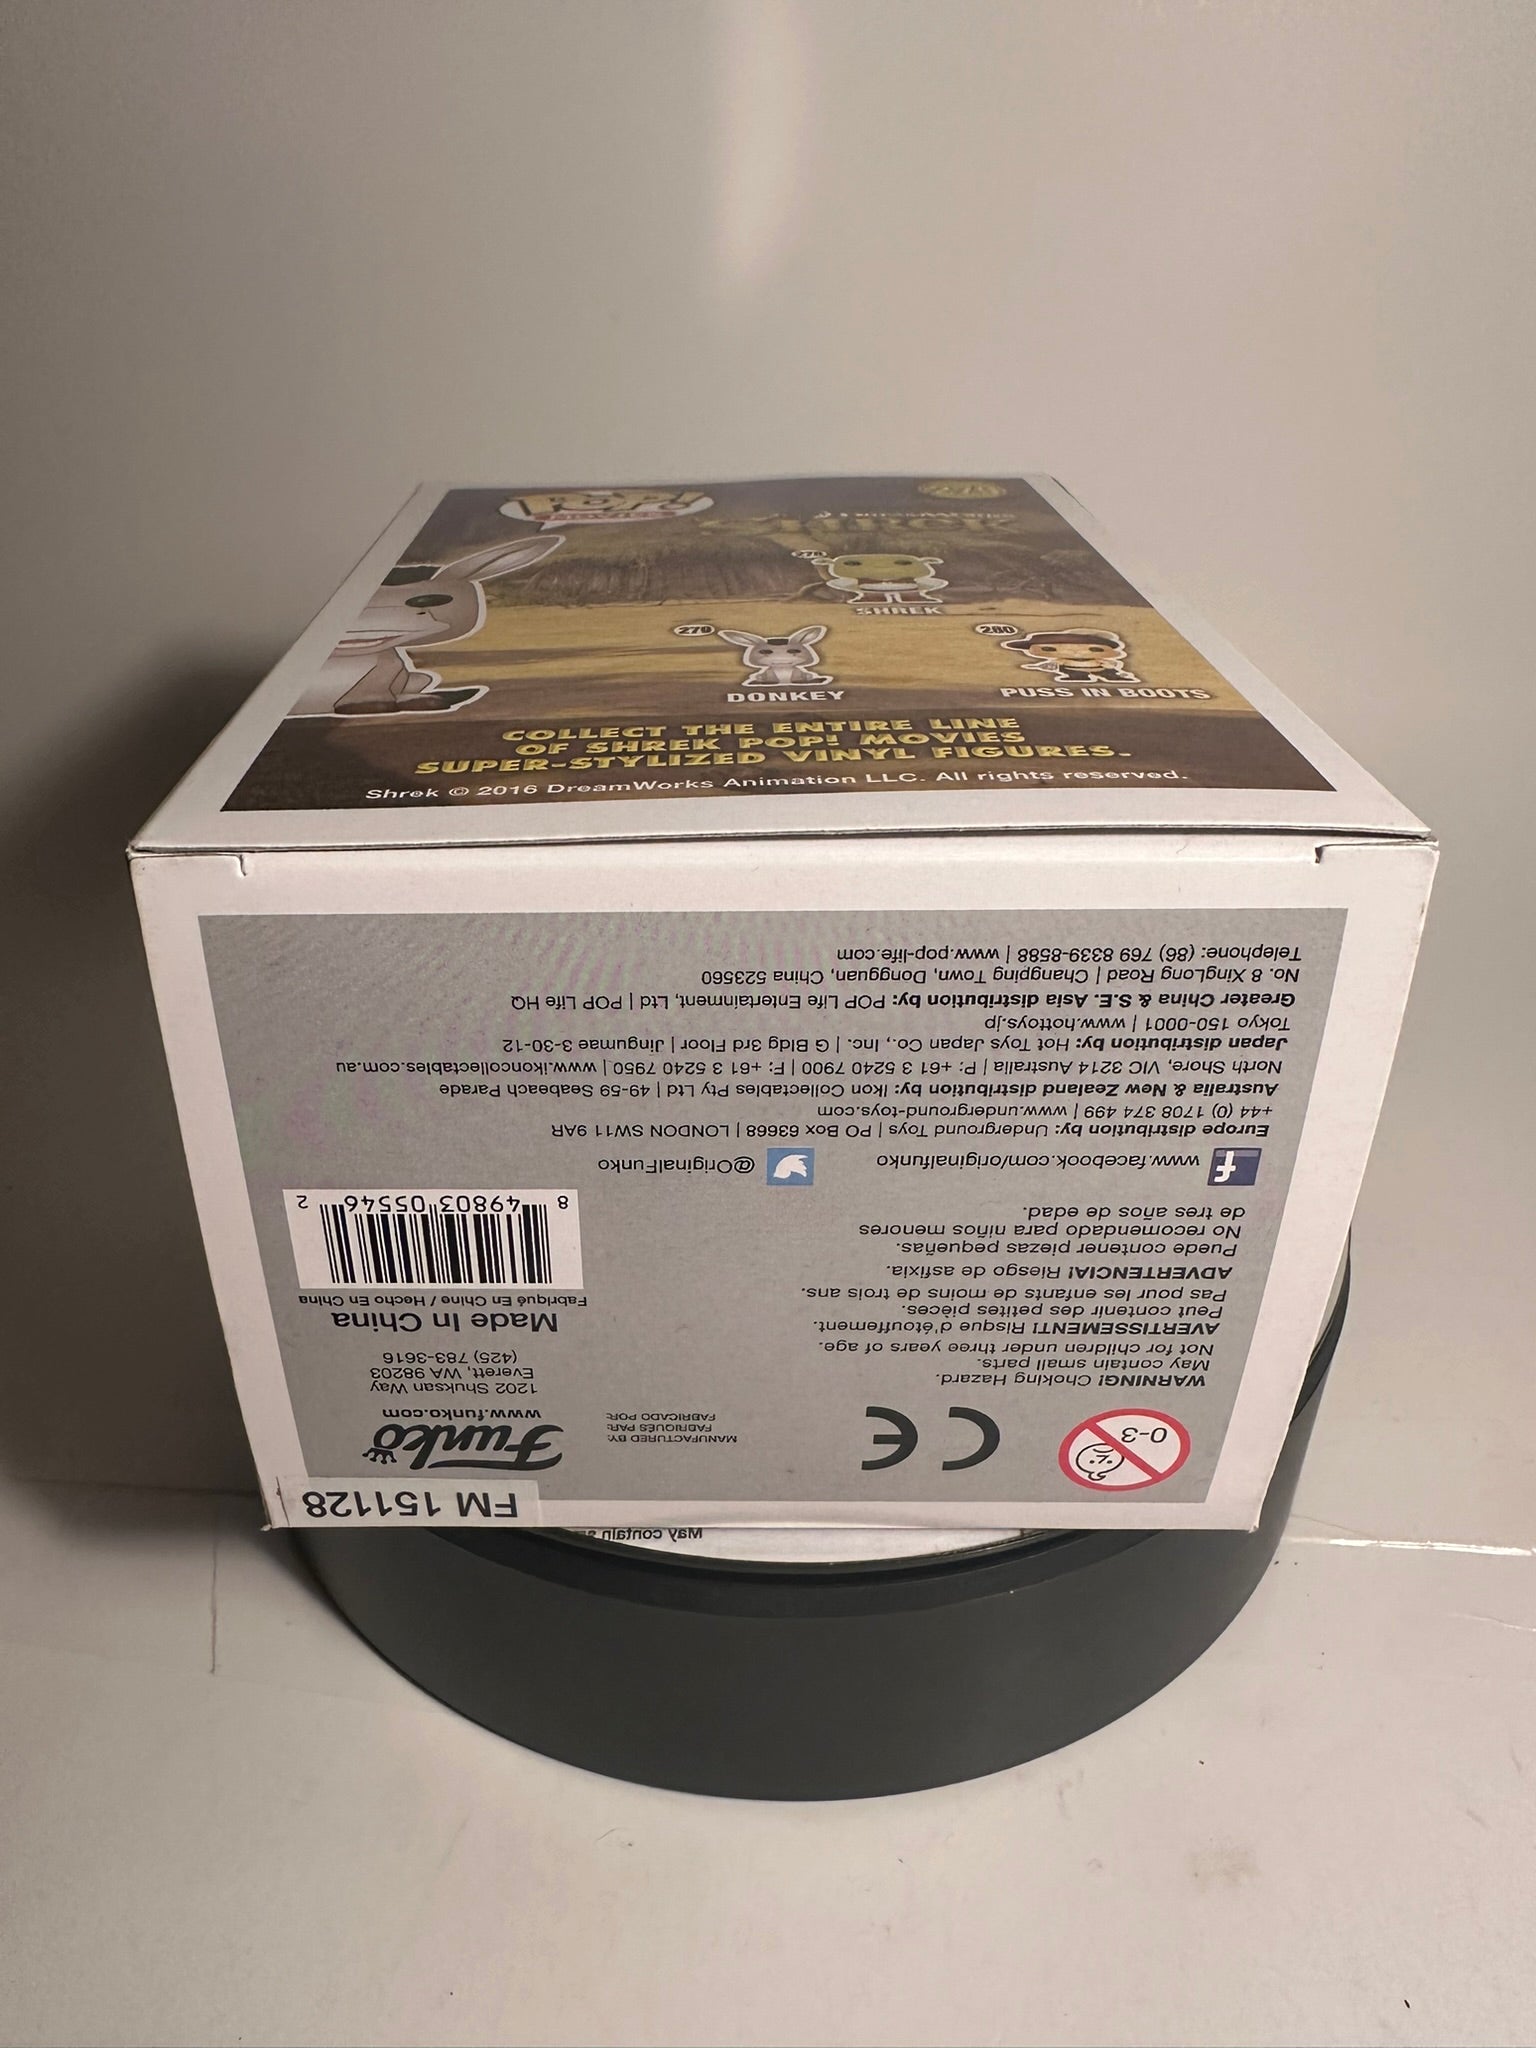 POP!
MOVIES
DREAMWORKS
SHREK
278
SHREK
279
DONKEY
280
PUSS IN BOOTS
COLLECT THE ENTIRE LINE
OF SHREK POP! MOVIES
SUPER-STYLIZED VINYL FIGURES.
Shrek © 2016 DreamWorks Animation LLC. All rights reserved.
FM 151128
0-3
CE
MANUFACTURED BY:
FABRIQUÉS PAR:
FABRICADO POR:
Funko
www.funko.com
1202 Shuksan Way
Everett, WA 98203
(425) 783-3616
Made In China
Fabriqué En Chine / Hecho En China
8 49803 05546 2
WARNING! Choking Hazard.
May contain small parts.
Not for children under three years of age.
AVERTISSEMENT! Risque d'étouffement.
Peut contenir des petites pièces.
Pas pour les enfants de moins de trois ans.
ADVERTENCIA! Riesgo de asfixia.
Puede contener piezas pequeñas.
No recomendado para niños menores
de tres años de edad.
f www.facebook.com/originalfunko
@OriginalFunko
Europe distribution by: Underground Toys | PO Box 63668 | LONDON SW11 9AR
+44 (0) 1708 374 499 | www.underground-toys.com
Australia & New Zealand distribution by: Ikon Collectables Pty Ltd | 49-59 Seabeach Parade
North Shore, VIC 3214 Australia | P: +61 3 5240 7900 | F: +61 3 5240 7950 | www.ikoncollectables.com.au
Japan distribution by: Hot Toys Japan Co., Inc. | G Bldg 3rd Floor | Jingumae 3-30-12
Tokyo 150-0001 | www.hottoys.jp
Greater China & S.E. Asia distribution by: POP Life Entertainment, Ltd | POP Life HQ
No. 8 XingLong Road | Changping Town, Dongguan, China 523560
Telephone: (86) 769 8339-8588 | www.pop-life.com
May contain